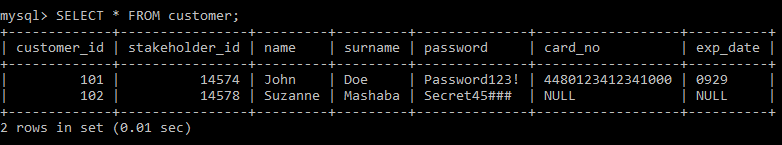 mysql> SELECT * FROM customer;
+-------------+----------------+---------+---------+--------------+------------------+----------+
| customer_id | stakeholder_id | name    | surname | password     | card_no          | exp_date |
+-------------+----------------+---------+---------+--------------+------------------+----------+
|         101 |          14574 | John    | Doe     | Password123! | 4480123412341000 | 0929     |
|         102 |          14578 | Suzanne | Mashaba | Secret45###  | NULL             | NULL     |
+-------------+----------------+---------+---------+--------------+------------------+----------+
2 rows in set (0.01 sec)